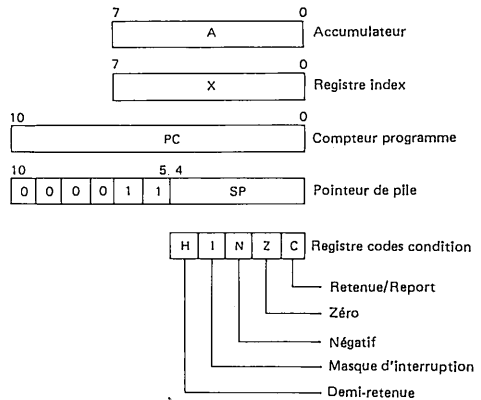 7 0
A Accumulateur
7 0
X Registre index
10 0
PC Compteur programme
10 5. 4
0 0 0 0 1 1 SP Pointeur de pile
H I N Z C Registre codes condition
Retenue/Report
Zéro
Négatif
Masque d'interruption
Demi-retenue